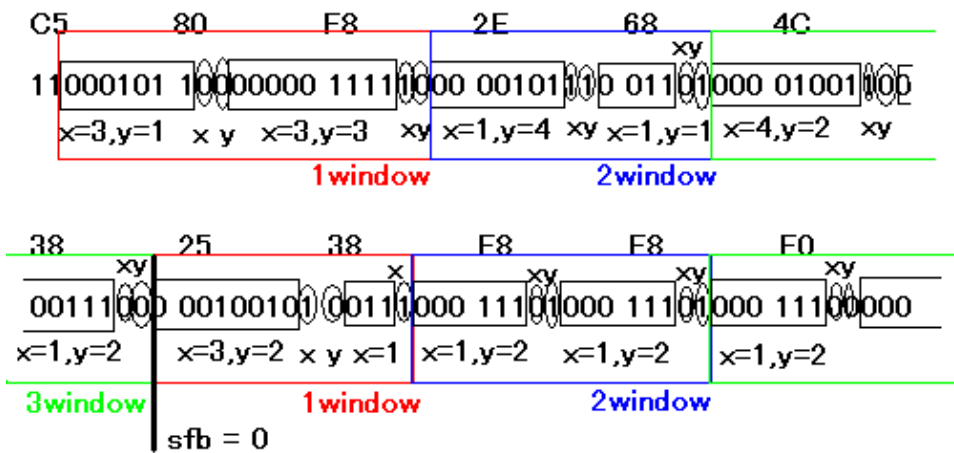 C5 80 F8 2E 68 4C
xy
11000101 10000000 11111000 00101110 01101000 01001100
x=3,y=1 x y x=3,y=3 xy x=1,y=4 xy x=1,y=1 x=4,y=2 xy
1window 2window
38 25 38 E8 E8 E0
xy x xy xy xy
00111000 00100101 00111000 11101000 11101000 11100000
x=1,y=2 x=3,y=2 x y x=1 x=1,y=2 x=1,y=2 x=1,y=2
3window 1window 2window
sfb = 0